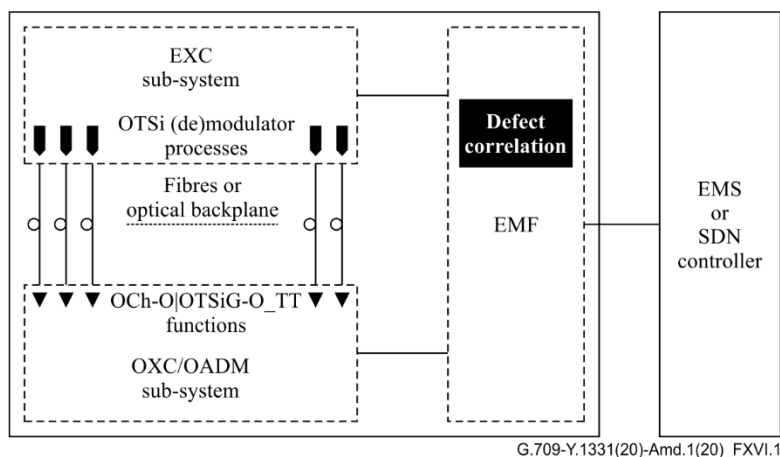 EXC
sub-system
OTSi (de)modulator
processes
Fibres or
optical backplane
OCh-O|OTSiG-O_TT
functions
OXC/OADM
sub-system
Defect
correlation
EMF
EMS
or
SDN
controller
G.709-Y.1331(20)-Amd.1(20)_FXVI.1